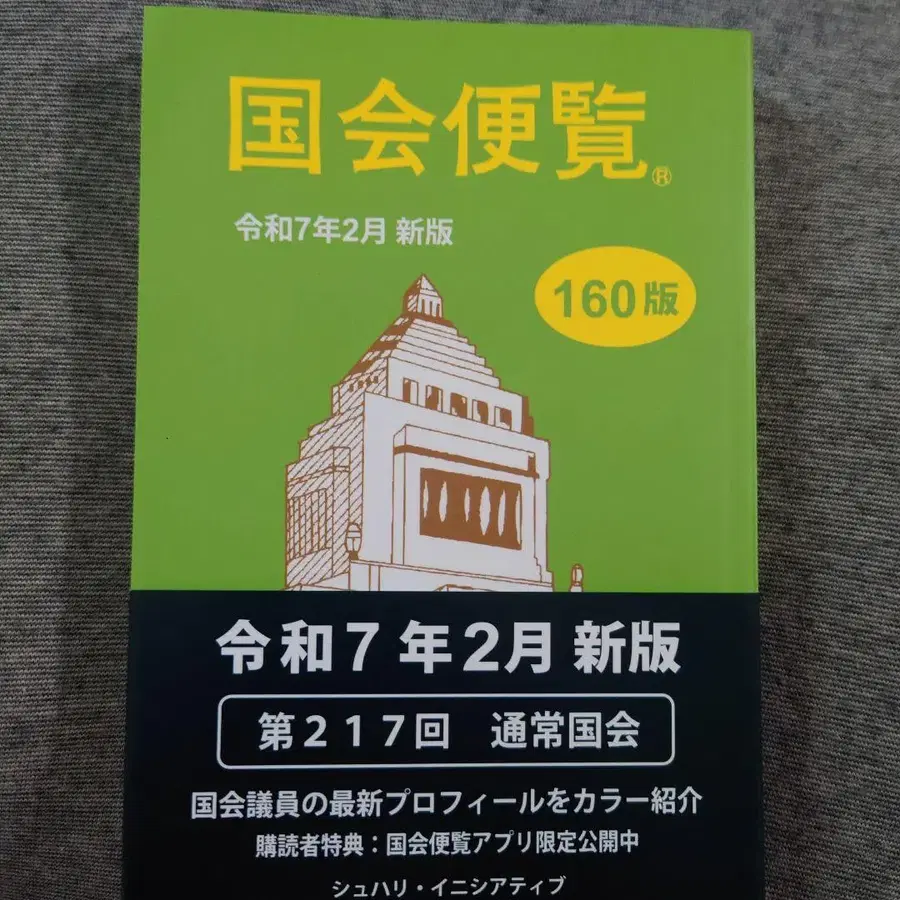 国会便覧®
令和7年2月 新版
160版
令和7年2月 新版
第217回 通常国会
国会議員の最新プロフィールをカラー紹介
購読者特典:国会便覧アプリ限定公開中
シュハリ・イニシアティブ